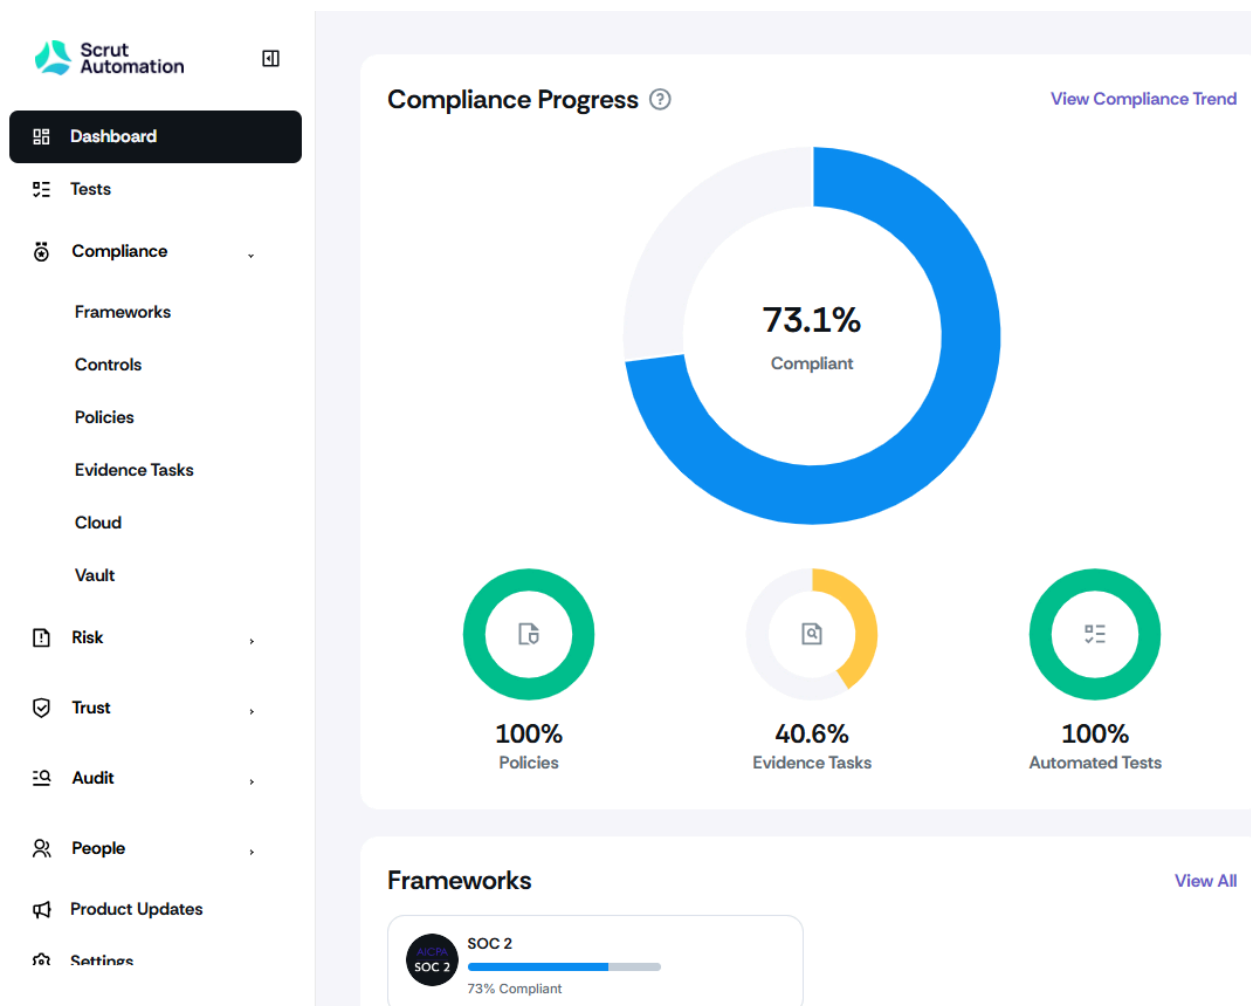 Scrut
Automation
Dashboard
Tests
Compliance
Frameworks
Controls
Policies
Evidence Tasks
Cloud
Vault
Risk
Trust
Audit
People
Product Updates
Settings
Compliance Progress ?
View Compliance Trend
73.1%
Compliant
100%
Policies
40.6%
Evidence Tasks
100%
Automated Tests
Frameworks
View All
AICPA
SOC 2
SOC 2
73% Compliant